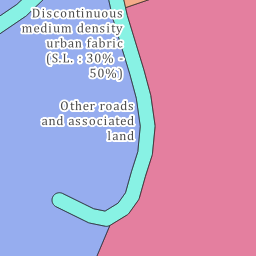 Discontinuous
medium density
urban fabric
(S.L. : 30% -
50%)
Other roads
and associated
land